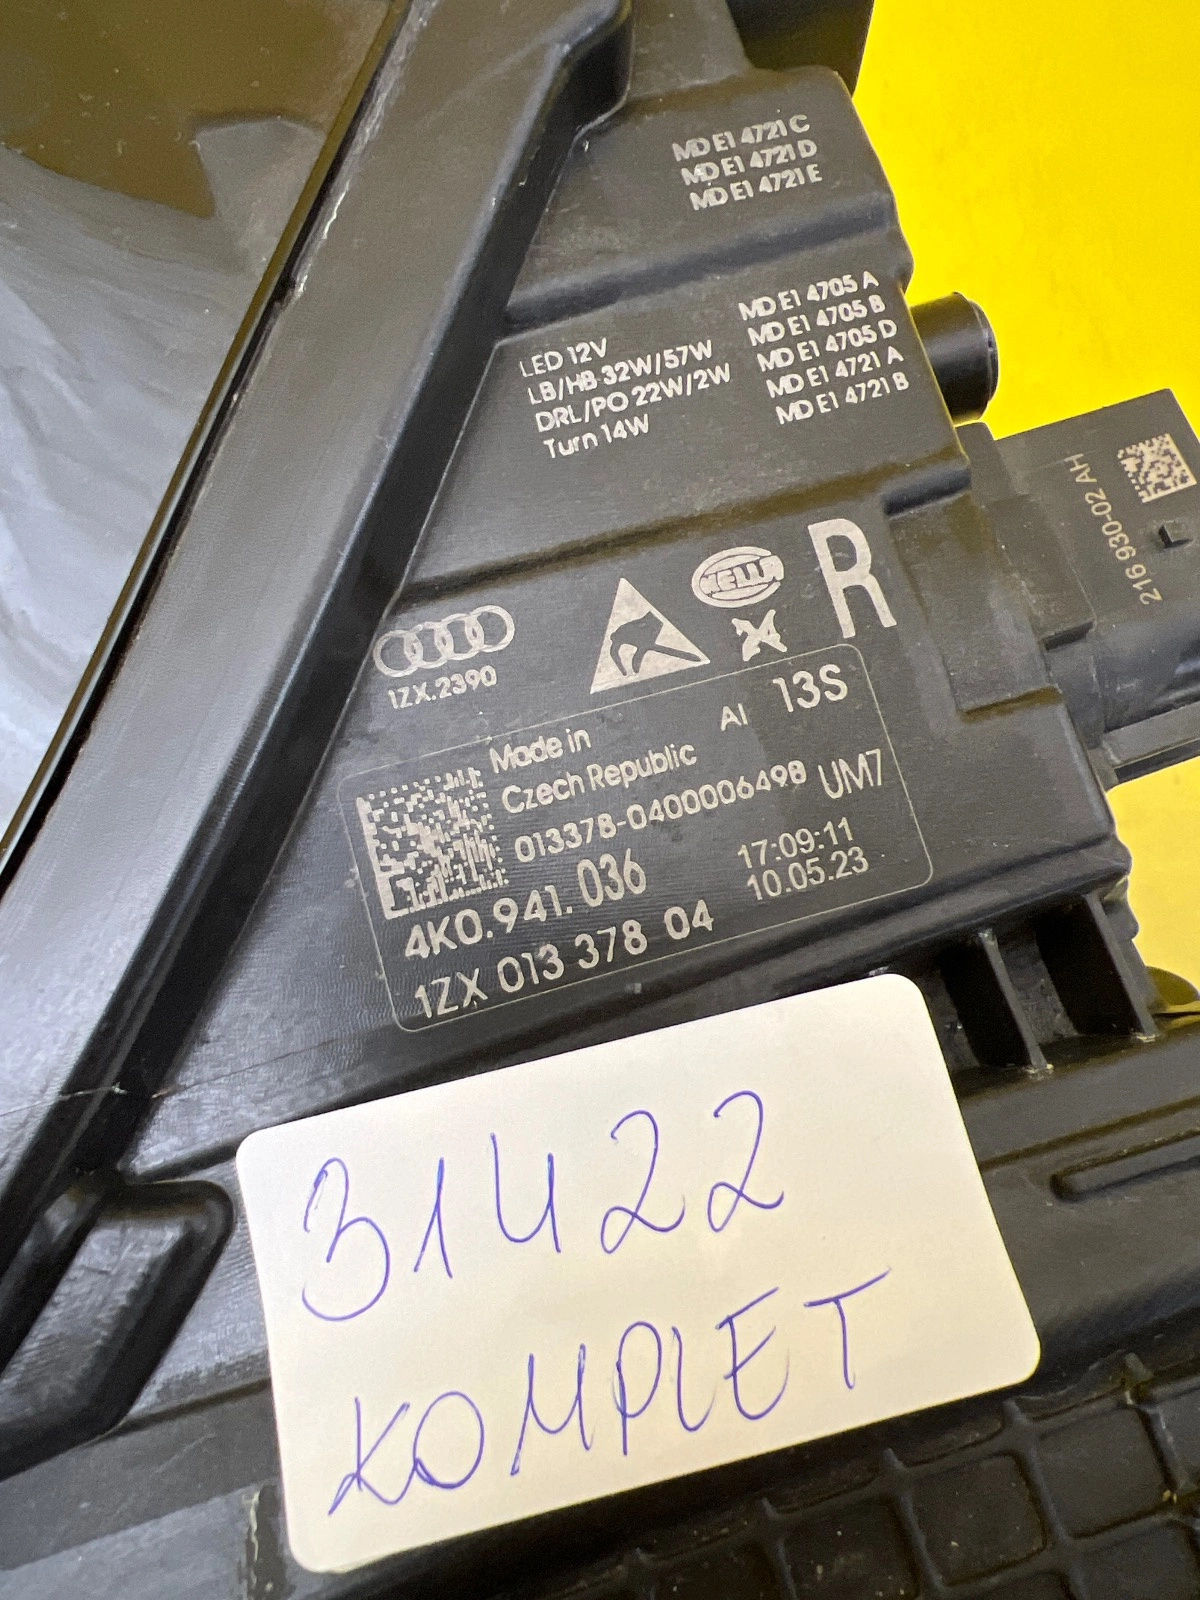 MD E1 4721 C
MD E1 4721 D
MD E1 4721 E
MD E1 4705 A
MD E1 4705 B
MD E1 4705 D
MD E1 4721 A
MD E1 4721 B
LED 12V
LB/HB 32W/57W
DRL/PO 22W/2W
Turn 14W
216 930-02 AH
HELLA
R
1ZX.2390
Made in
Czech Republic
AI 13S
013378-0400006498 UM7
4K0.941.036
17:09:11
10.05.23
1ZX 013 378 04
31422
KOMPLET